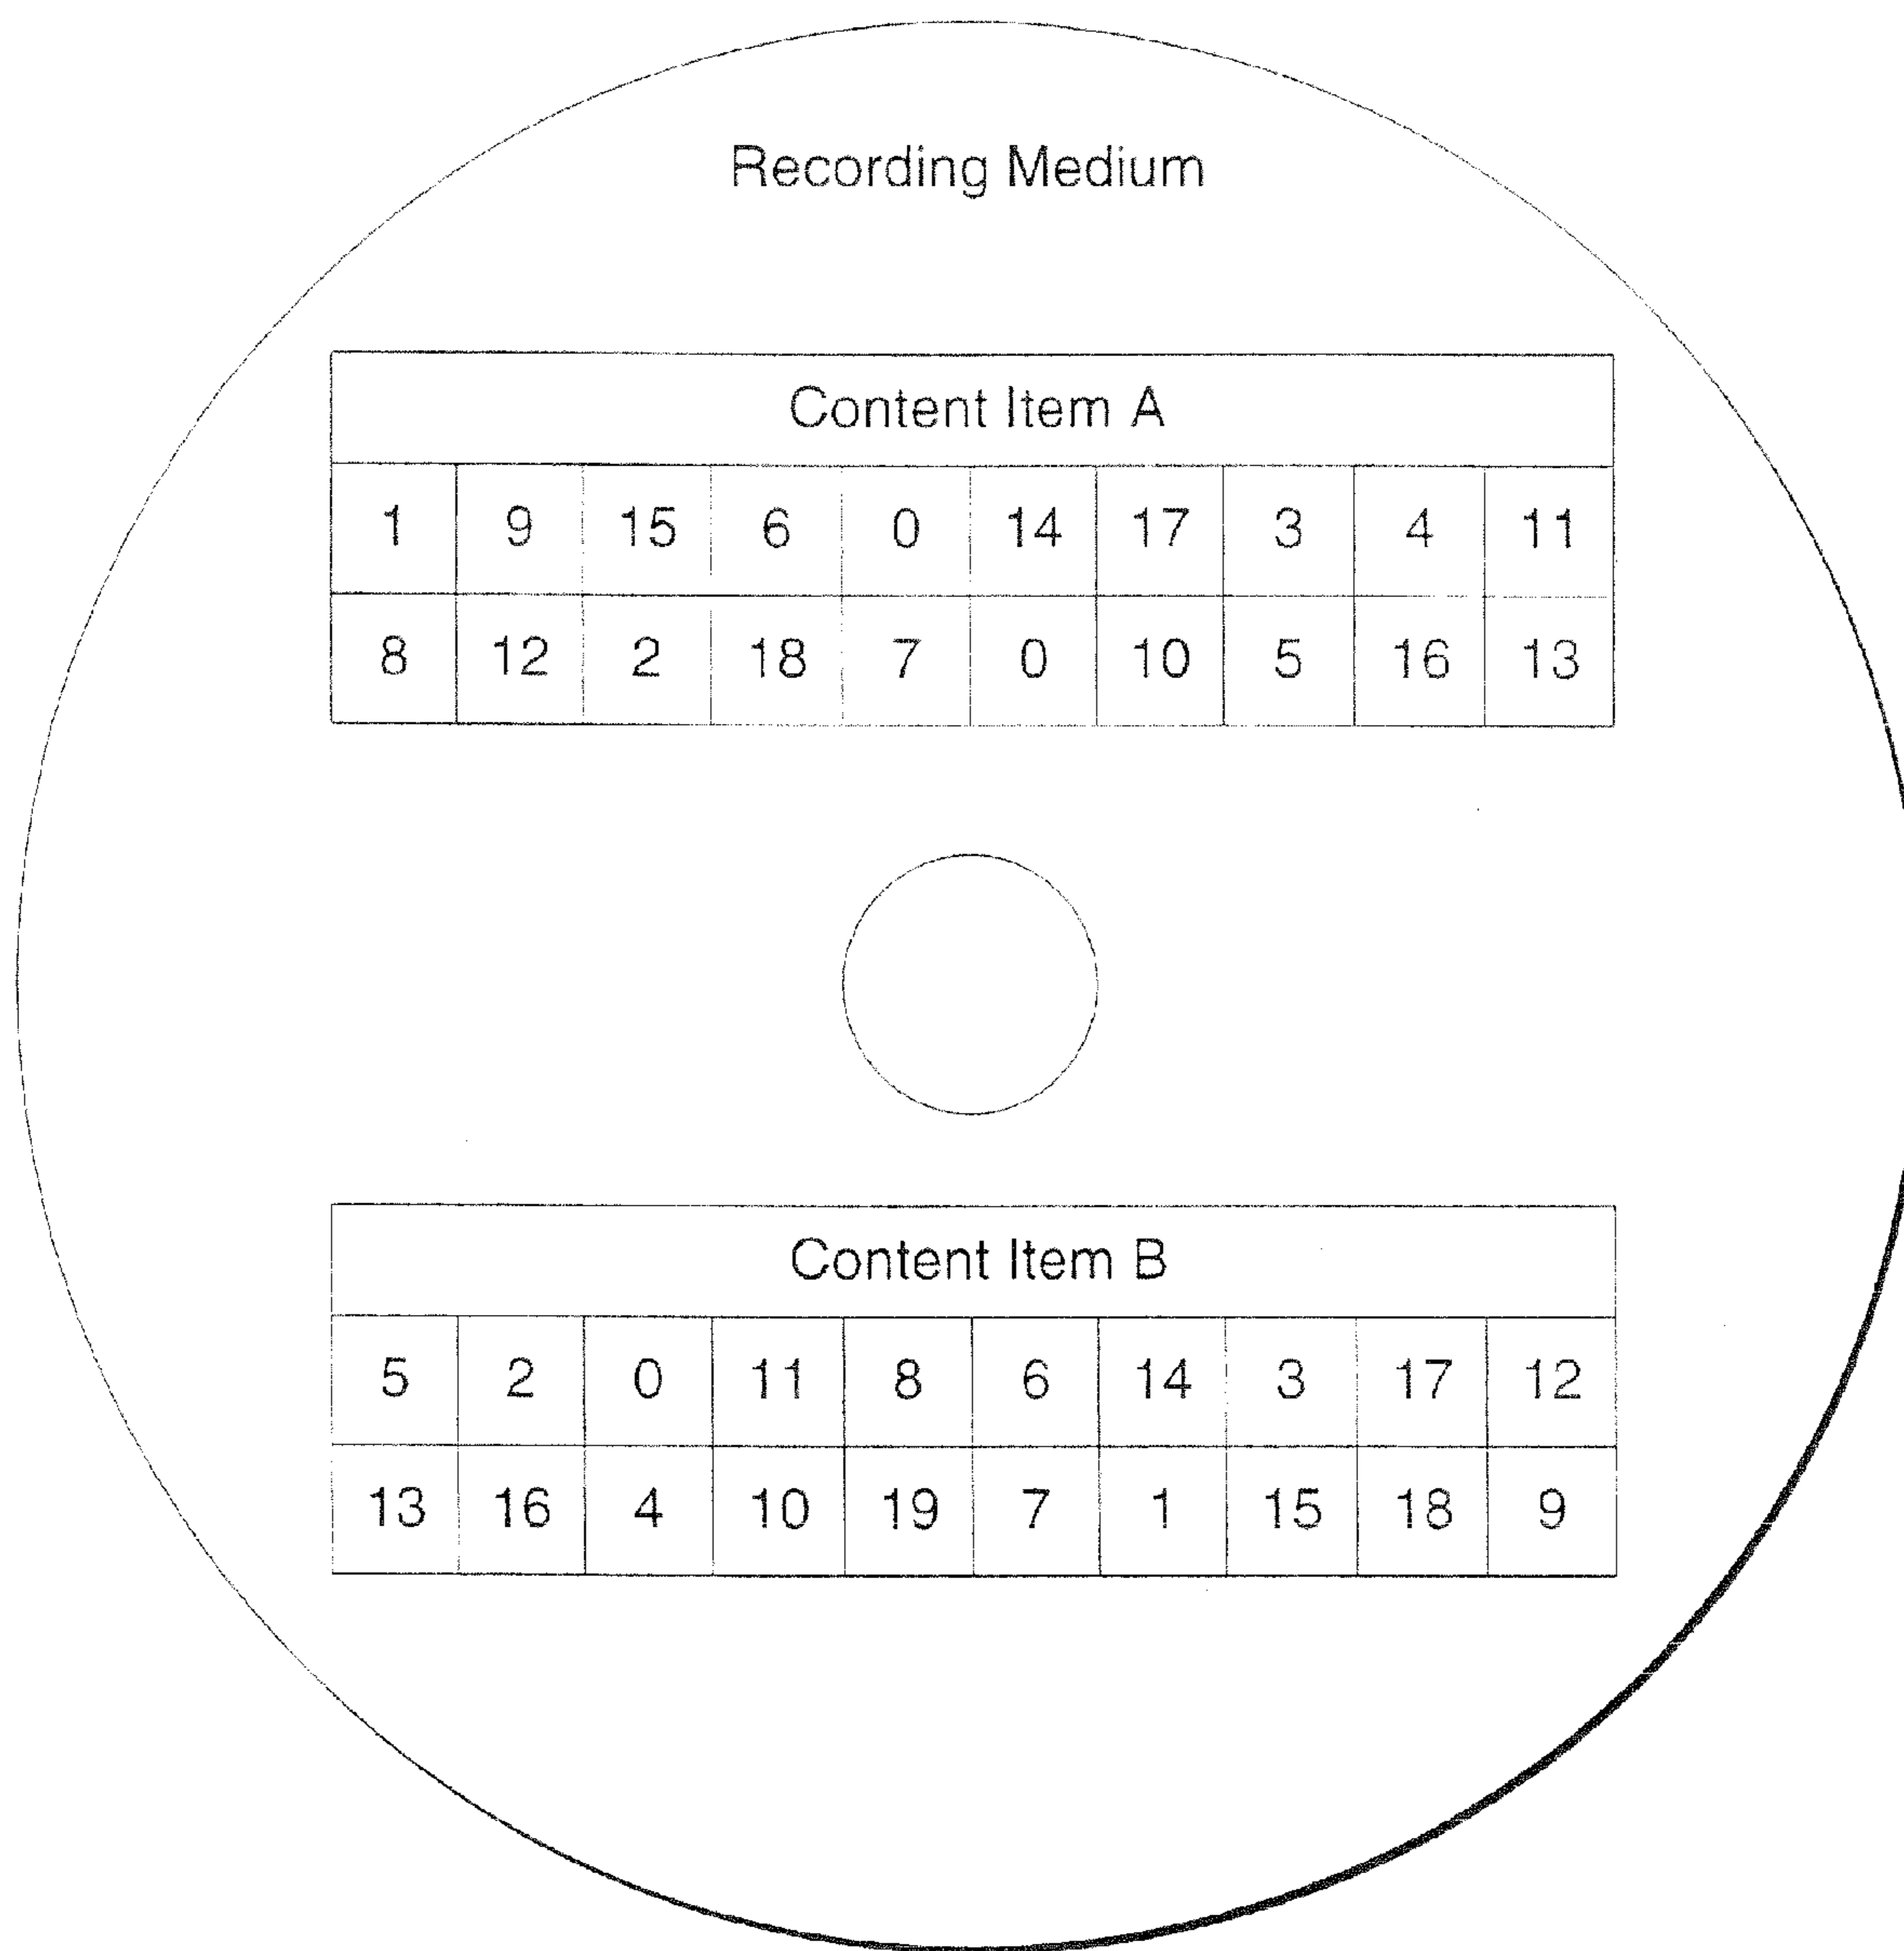 Recording Medium
Content Item A
1 9 15 6 0 14 17 3 4 11
8 12 2 18 7 0 10 5 16 13
Content Item B
5 2 0 11 8 6 14 3 17 12
13 16 4 10 19 7 1 15 18 9